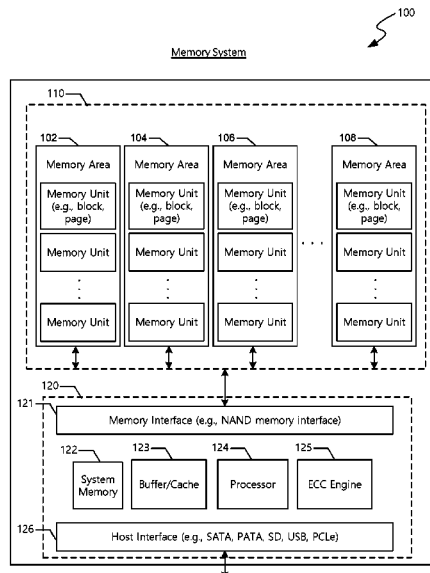 100
Memory System
110
102
104
106
108
Memory Area
Memory Area
Memory Area
Memory Area
Memory Unit
(e.g., block,
page)
Memory Unit
(e.g., block,
page)
Memory Unit
(e.g., block,
page)
Memory Unit
(e.g., block,
page)
Memory Unit
Memory Unit
Memory Unit
Memory Unit
Memory Unit
Memory Unit
Memory Unit
Memory Unit
120
121
Memory Interface (e.g., NAND memory interface)
122
123
124
125
System
Memory
Buffer/Cache
Processor
ECC Engine
126
Host Interface (e.g., SATA, PATA, SD, USB, PCLe)